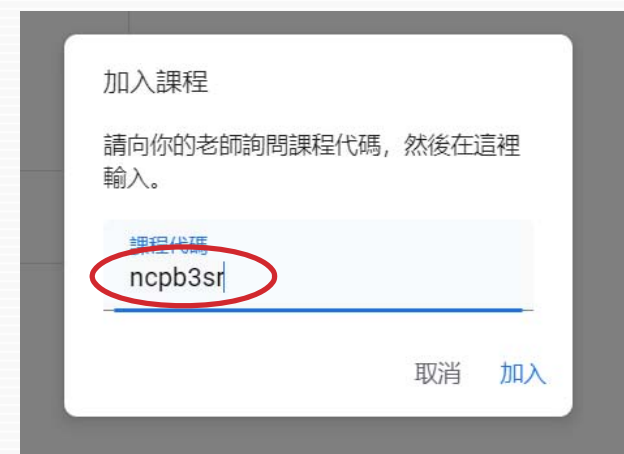 加入課程
請向你的老師詢問課程代碼，然後在這裡
輸入。
課程代碼
ncpb3sr
取消 加入